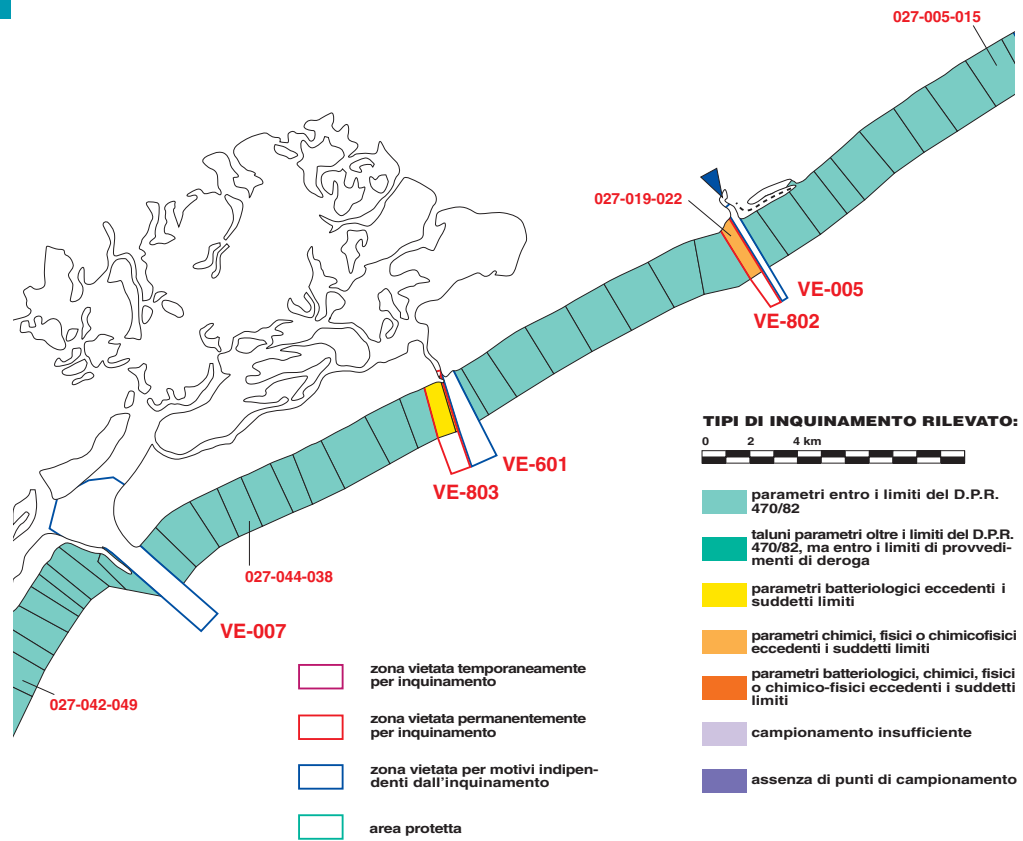 027-005-015
027-019-022
VE-005
VE-802
TIPI DI INQUINAMENTO RILEVATO:
0 2 4 km
VE-601
VE-803
parametri entro i limiti del D.P.R.
470/82
taluni parametri oltre i limiti del D.P.R.
470/82, ma entro i limiti di provvedi-
menti di deroga
027-044-038
parametri batteriologici eccedenti i
suddetti limiti
VE-007
parametri chimici, fisici o chimicofisici
eccedenti i suddetti limiti
zona vietata temporaneamente
per inquinamento
parametri batteriologici, chimici, fisici
o chimico-fisici eccedenti i suddetti
limiti
027-042-049
zona vietata permanentemente
per inquinamento
campionamento insufficiente
zona vietata per motivi indipen-
denti dall'inquinamento
assenza di punti di campionamento
area protetta